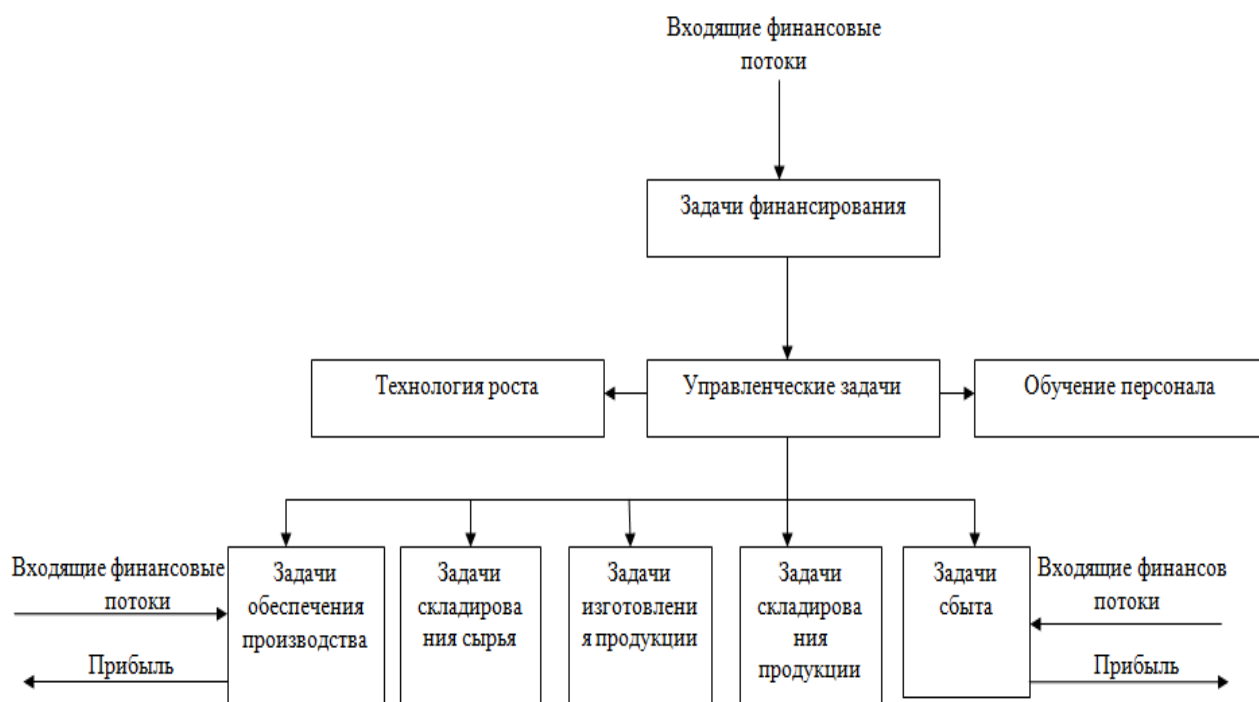 Входящие финансовые
потоки
Задачи финансирования
Технология роста
Управленческие задачи
Обучение персонала
Входящие финансовые
потоки
Прибыль
Задачи
обеспечения
производства
Задачи
складирова
ния сырья
Задачи
изготовлени
я продукции
Задачи
складирова
ния
продукции
Задачи
сбыта
Входящие финансов
потоки
Прибыль